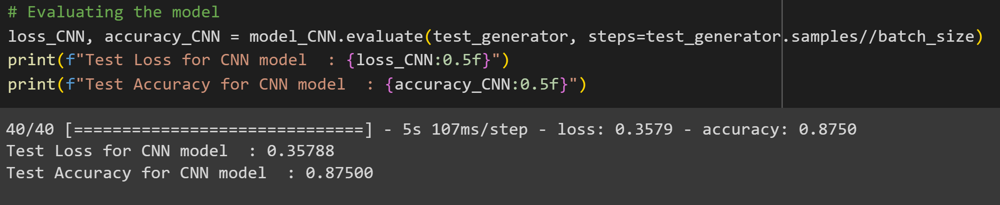 # Evaluating the model
loss_CNN, accuracy_CNN = model_CNN.evaluate(test_generator, steps=test_generator.samples//batch_size)
print(f"Test Loss for CNN model  : {loss_CNN:0.5f}")
print(f"Test Accuracy for CNN model  : {accuracy_CNN:0.5f}")
40/40 [==============================] - 5s 107ms/step - loss: 0.3579 - accuracy: 0.8750
Test Loss for CNN model  : 0.35788
Test Accuracy for CNN model  : 0.87500